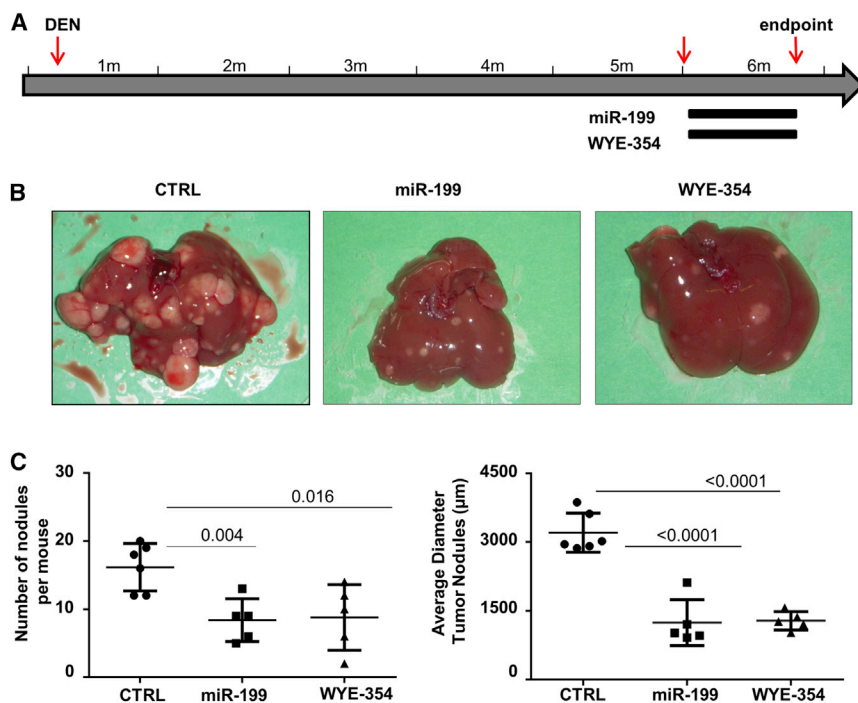 A
DEN
endpoint
1m 2m 3m 4m 5m 6m
miR-199
WYE-354
B
CTRL miR-199 WYE-354
C
Number of nodules
per mouse
30
20
10
0
0.016
0.004
CTRL miR-199 WYE-354
Average Diameter
Tumor Nodules (µm)
4500
3000
1500
0
<0.0001
<0.0001
CTRL miR-199 WYE-354